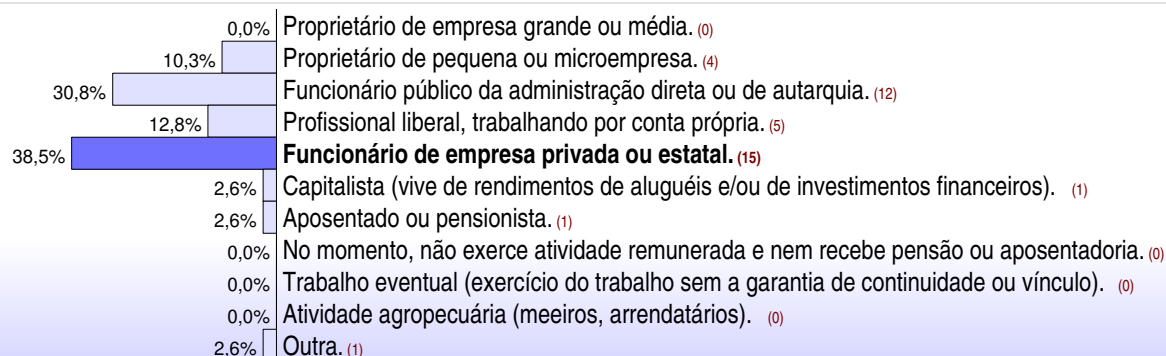 0,0% Proprietário de empresa grande ou média. (0)
10,3% Proprietário de pequena ou microempresa. (4)
30,8% Funcionário público da administração direta ou de autarquia. (12)
12,8% Profissional liberal, trabalhando por conta própria. (5)
38,5% Funcionário de empresa privada ou estatal. (15)
2,6% Capitalista (vive de rendimentos de aluguéis e/ou de investimentos financeiros). (1)
2,6% Aposentado ou pensionista. (1)
0,0% No momento, não exerce atividade remunerada e nem recebe pensão ou aposentadoria. (0)
0,0% Trabalho eventual (exercício do trabalho sem a garantia de continuidade ou vínculo). (0)
0,0% Atividade agropecuária (meeiros, arrendatários). (0)
2,6% Outra. (1)